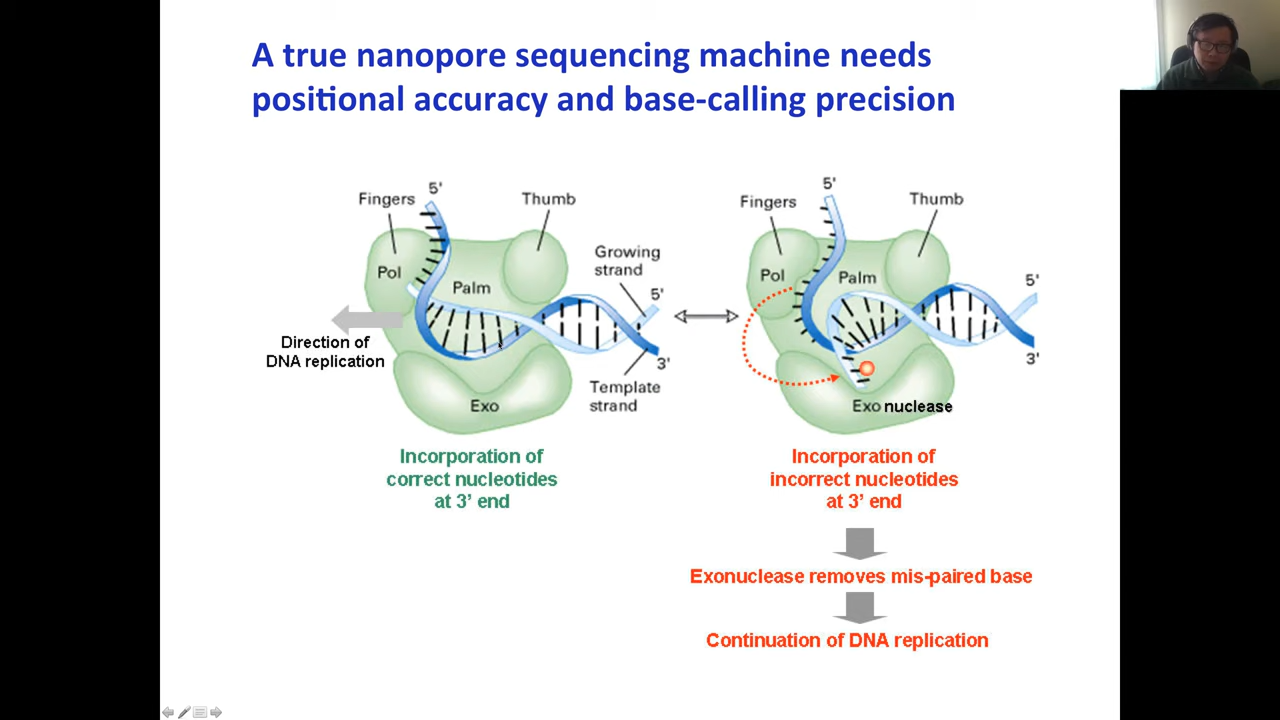 A true nanopore sequencing machine needs
positional accuracy and base-calling precision
Fingers
5'
Thumb
Pol
Palm
Growing
strand
5'
Direction of
DNA replication
3'
Template
strand
Exo
Incorporation of
correct nucleotides
at 3' end
Fingers
5'
Thumb
Pol
Palm
5'
3'
Exo nuclease
Incorporation of
incorrect nucleotides
at 3' end
Exonuclease removes mis-paired base
Continuation of DNA replication